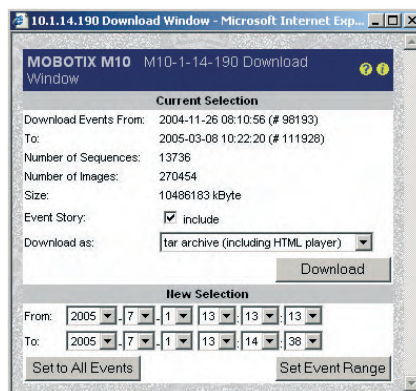 10.1.14.190 Download Window - Microsoft Internet Exp...
MOBOTIX M10 M10-1-14-190 Download
Window
Current Selection
Download Events From: 2004-11-26 08:10:56 (# 98193)
To: 2005-03-08 10:22:20 (# 111928)
Number of Sequences: 13736
Number of Images: 270454
Size: 10486183 kByte
Event Story: include
Download as: tar archive (including HTML player)
Download
New Selection
From: 2005 - 7 - 1 13 : 13 : 13
To: 2005 - 7 - 1 13 : 14 : 38
Set to All Events Set Event Range